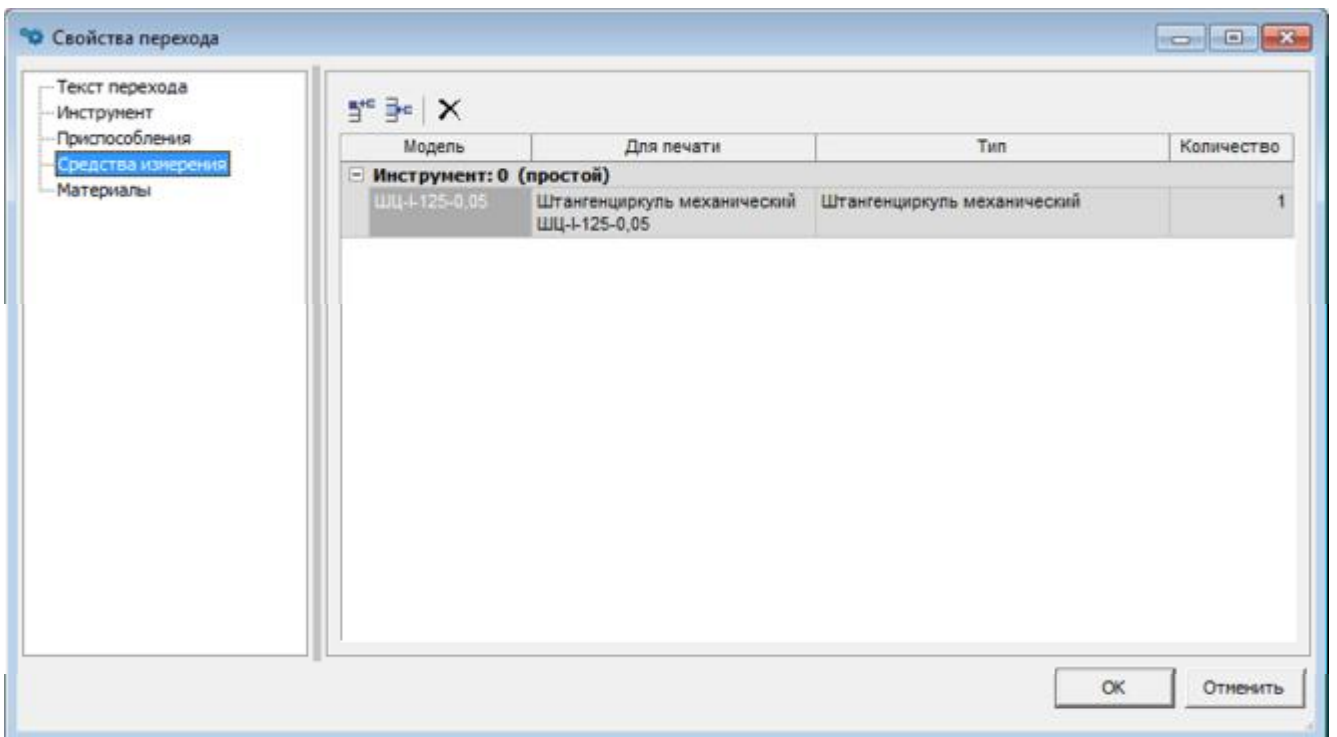 Свойства перехода
Текст перехода
Инструмент
Приспособления
Средства измерения
Материалы
Модель Для печати Тип Количество
Инструмент: 0 (простой)
ШЦ-I-125-0,05 Штангенциркуль механический Штангенциркуль механический 1
ШЦ-I-125-0,05
ОК Отменить